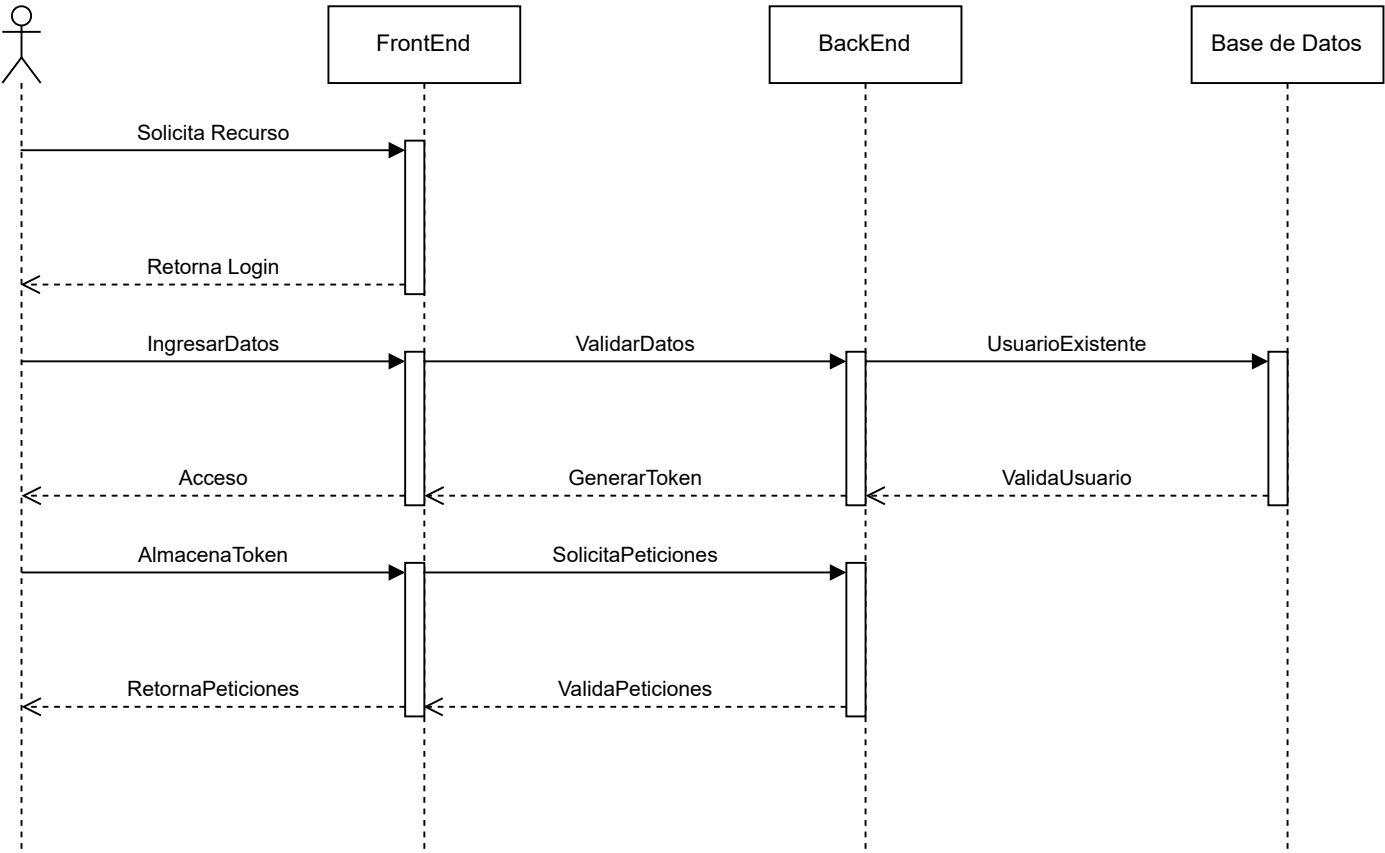 FrontEnd
BackEnd
Base de Datos
Solicita Recurso
Retorna Login
IngresarDatos
ValidarDatos
UsuarioExistente
Acceso
GenerarToken
ValidaUsuario
AlmacenaToken
SolicitaPeticiones
RetornaPeticiones
ValidaPeticiones